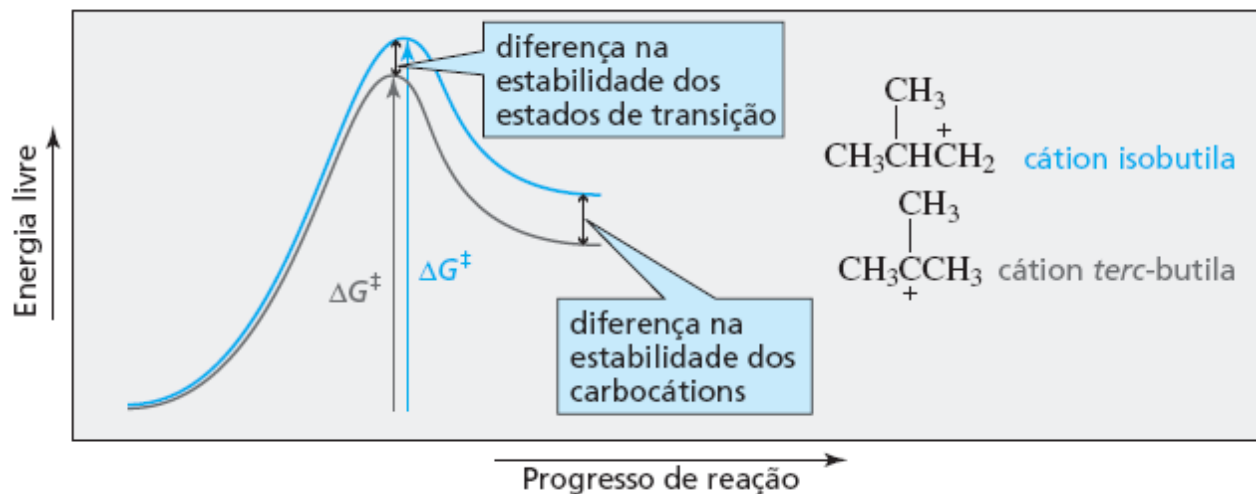 Energia livre
diferença na
estabilidade dos
estados de transição
ΔG‡
ΔG‡
diferença na
estabilidade dos
carbocátions
CH3
CH3CHCH2
+
cátion isobutila
CH3
CH3CCH3
+
cátion terc-butila
Progresso de reação